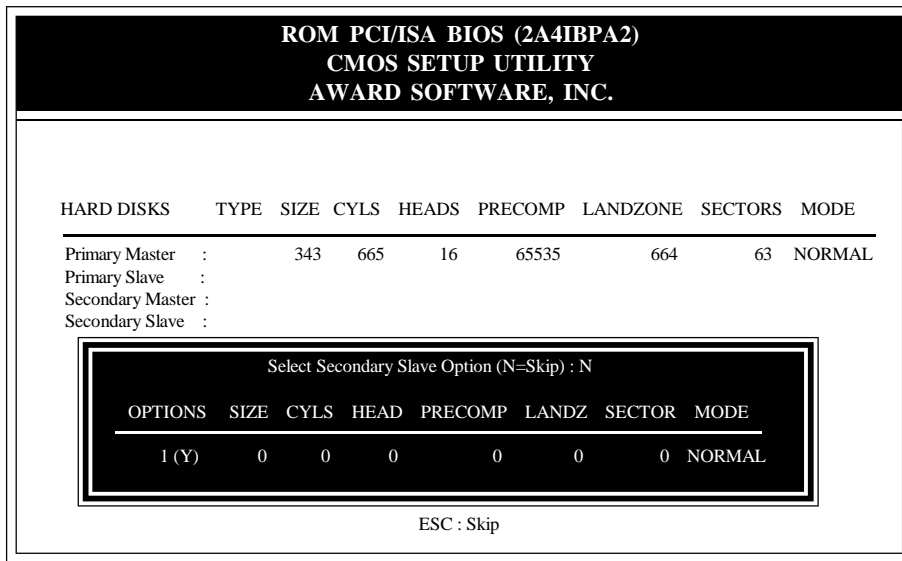 ROM PCI/ISA BIOS (2A4IBPA2)
CMOS SETUP UTILITY
AWARD SOFTWARE, INC.
HARD DISKS TYPE SIZE CYLS HEADS PRECOMP LANDZONE SECTORS MODE
Primary Master : 343 665 16 65535 664 63 NORMAL
Primary Slave :
Secondary Master :
Secondary Slave :
Select Secondary Slave Option (N=Skip) : N
OPTIONS SIZE CYLS HEAD PRECOMP LANDZ SECTOR MODE
1 (Y) 0 0 0 0 0 0 NORMAL
ESC : Skip